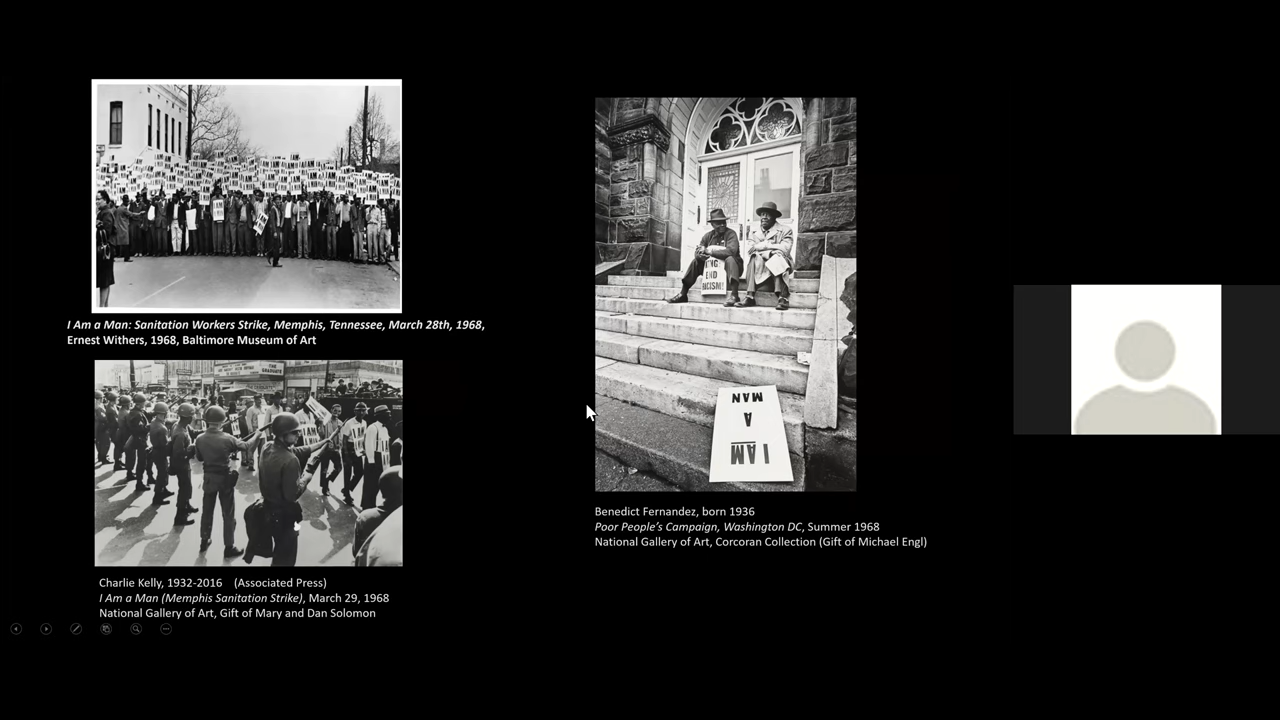 I Am a Man: Sanitation Workers Strike, Memphis, Tennessee, March 28th, 1968,
Ernest Withers, 1968, Baltimore Museum of Art
Charlie Kelly, 1932-2016 (Associated Press)
I Am a Man (Memphis Sanitation Strike), March 29, 1968
National Gallery of Art, Gift of Mary and Dan Solomon
END
RACISM!
I AM
A
MAN
Benedict Fernandez, born 1936
Poor People's Campaign, Washington DC, Summer 1968
National Gallery of Art, Corcoran Collection (Gift of Michael Engl)